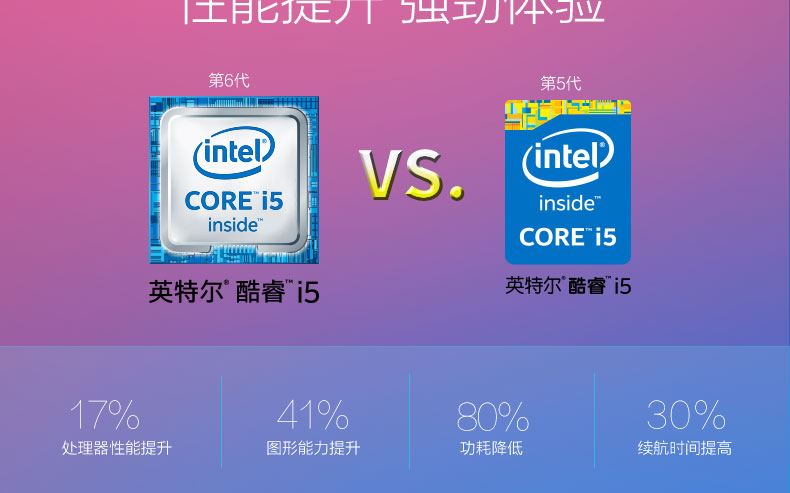 性能提升 强劲体验
第6代
第5代
intel®
CORE™ i5
inside™
VS.
intel®
inside™
CORE™ i5
英特尔® 酷睿™ i5
英特尔® 酷睿™ i5
17%
41%
80%
30%
处理器性能提升
图形能力提升
功耗降低
续航时间提高